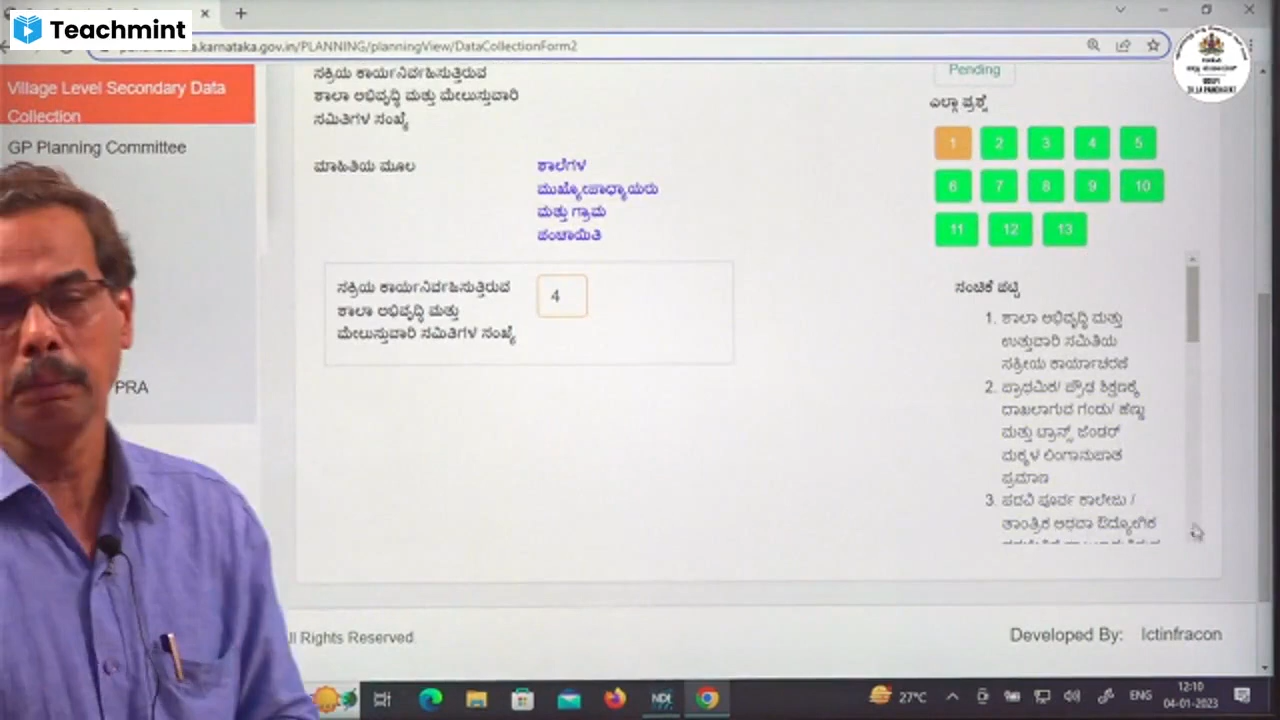 Teachmint
karnataka.gov.in/PLANNING/planningView/DataCollectionForm2
Village Level Secondary Data
Collection
GP Planning Committee
PRA
ಸಕ್ರಿಯ ಕಾರ್ಯನಿರ್ವಹಿಸುತ್ತಿರುವ
ಶಾಲಾ ಅಭಿವೃದ್ಧಿ ಮತ್ತು ಮೇಲುಸ್ತುವಾರಿ
ಸಮಿತಿಗಳ ಸಂಖ್ಯೆ
ಮಾಹಿತಿಯ ಮೂಲ
ಶಾಲೆಗಳ
ಮುಖ್ಯೋಪಾಧ್ಯಾಯರು
ಮತ್ತು ಗ್ರಾಮ
ಪಂಚಾಯಿತಿ
ಸಕ್ರಿಯ ಕಾರ್ಯನಿರ್ವಹಿಸುತ್ತಿರುವ
ಶಾಲಾ ಅಭಿವೃದ್ಧಿ ಮತ್ತು
ಮೇಲುಸ್ತುವಾರಿ ಸಮಿತಿಗಳ ಸಂಖ್ಯೆ
4
Pending
ಎಲ್ಲಾ ಪ್ರಶ್ನೆ
1 2 3 4 5
6 7 8 9 10
11 12 13
ಸಂಚಿಕೆ ಪಟ್ಟಿ
1. ಶಾಲಾ ಅಭಿವೃದ್ಧಿ ಮತ್ತು
ಉತ್ತುವಾರಿ ಸಮಿತಿಯ
ಸಕ್ರೀಯ ಕಾರ್ಯಾಚರಣೆ
2. ಪ್ರಾಥಮಿಕ/ ಪ್ರೌಢ ಶಿಕ್ಷಣಕ್ಕೆ
ದಾಖಲಾಗುವ ಗಂಡು/ ಹೆಣ್ಣು
ಮತ್ತು ಟ್ರಾನ್ಸ್ ಜೆಂಡರ್
ಮಕ್ಕಳ ಲಿಂಗಾನುಪಾತ
ಪ್ರಮಾಣ
3. ಪದವಿ ಪೂರ್ವ ಕಾಲೇಜು /
ತಾಂತ್ರಿಕ ಅಥವಾ ಔದ್ಯೋಗಿಕ
All Rights Reserved
Developed By: Ictinfracon
NDI
27°C
ENG
12:10
04-01-2023